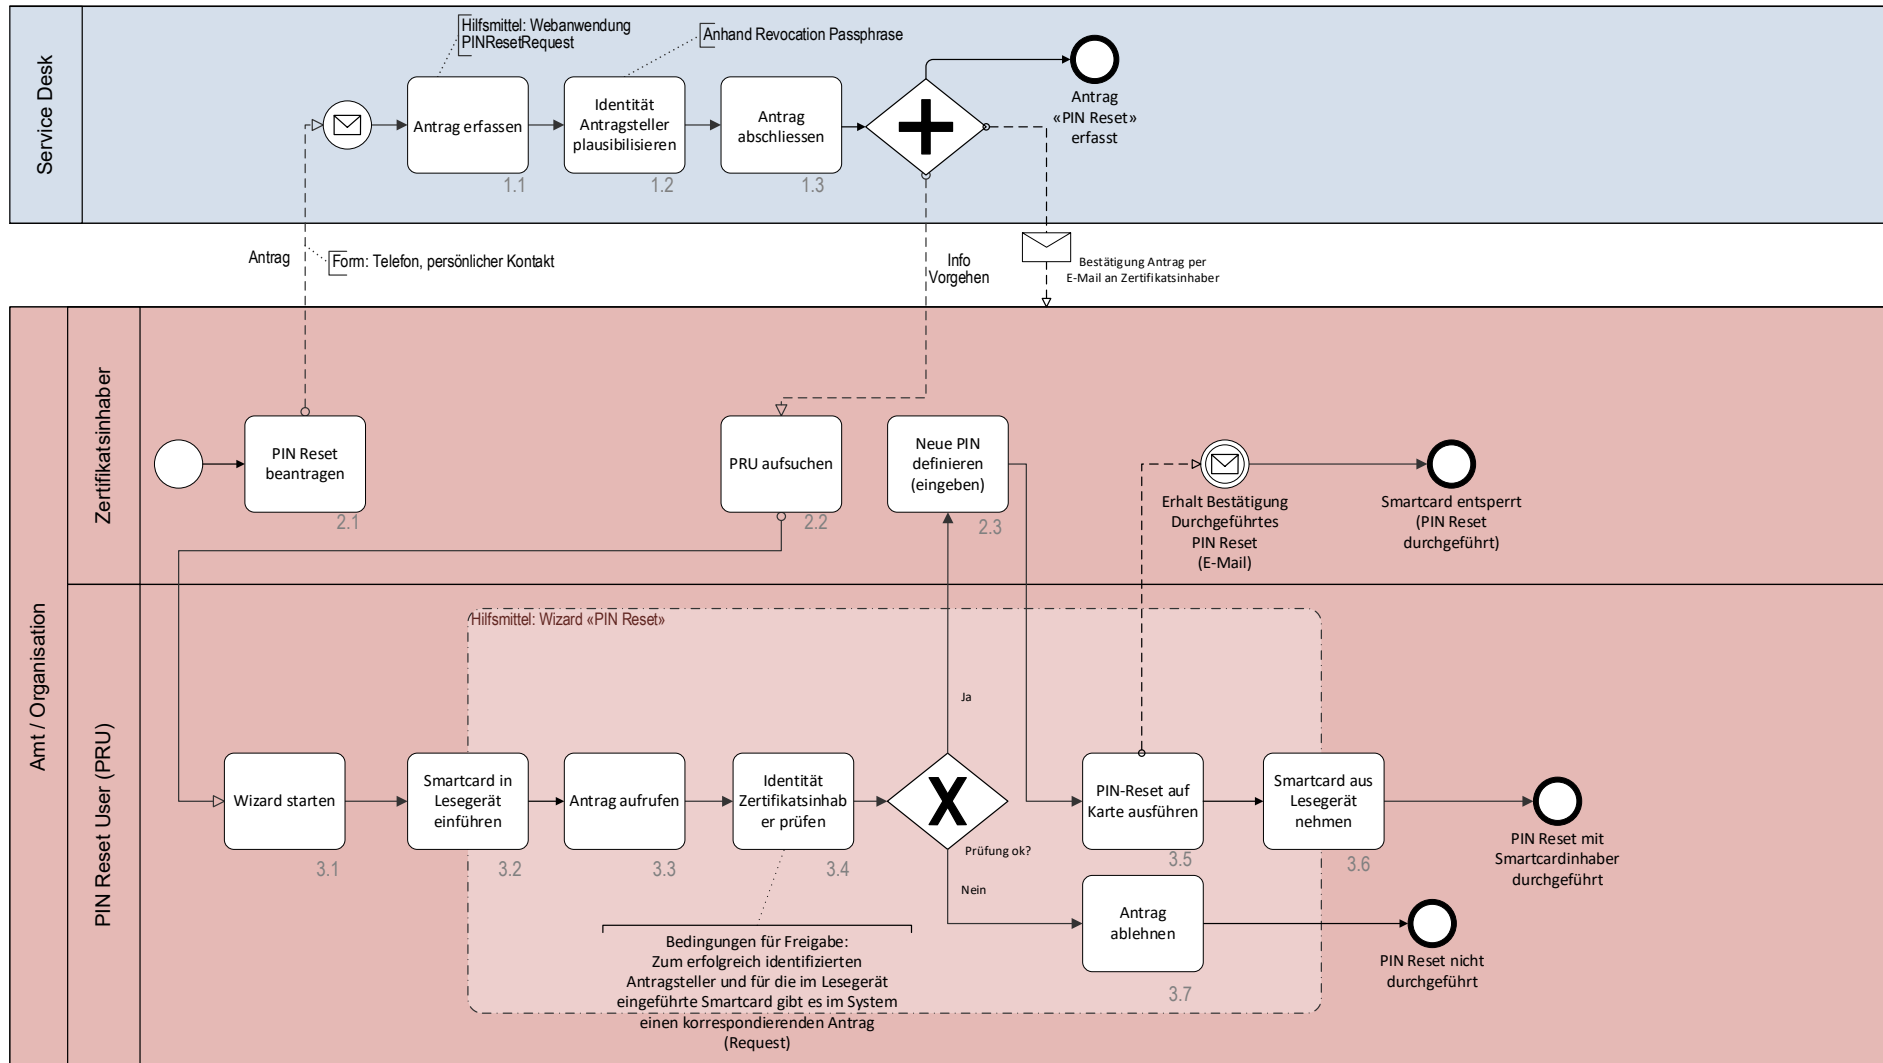 Service Desk
Hilfsmittel: Webanwendung
PINResetRequest
Anhand Revocation Passphrase
Antrag erfassen
1.1
Identität
Antragsteller
plausibilisieren
1.2
Antrag
abschliessen
1.3
Antrag
«PIN Reset»
erfasst
Antrag
Form: Telefon, persönlicher Kontakt
Info
Vorgehen
Bestätigung Antrag per
E-Mail an Zertifikatsinhaber
Amt / Organisation
Zertifikatsinhaber
PIN Reset
beantragen
2.1
PRU aufsuchen
2.2
Neue PIN
definieren
(eingeben)
2.3
Erhalt Bestätigung
Durchgeführtes
PIN Reset
(E-Mail)
Smartcard entsperrt
(PIN Reset
durchgeführt)
PIN Reset User (PRU)
Hilfsmittel: Wizard «PIN Reset»
Wizard starten
3.1
Smartcard in
Lesegerät
einführen
3.2
Antrag aufrufen
3.3
Identität
Zertifikatsinhab
er prüfen
3.4
Ja
Prüfung ok?
Nein
PIN-Reset auf
Karte ausführen
3.5
Smartcard aus
Lesegerät
nehmen
3.6
PIN Reset mit
Smartcardinhaber
durchgeführt
Antrag
ablehnen
3.7
PIN Reset nicht
durchgeführt
Bedingungen für Freigabe:
Zum erfolgreich identifizierten
Antragsteller und für die im Lesegerät
eingeführte Smartcard gibt es im System
einen korrespondierenden Antrag
(Request)